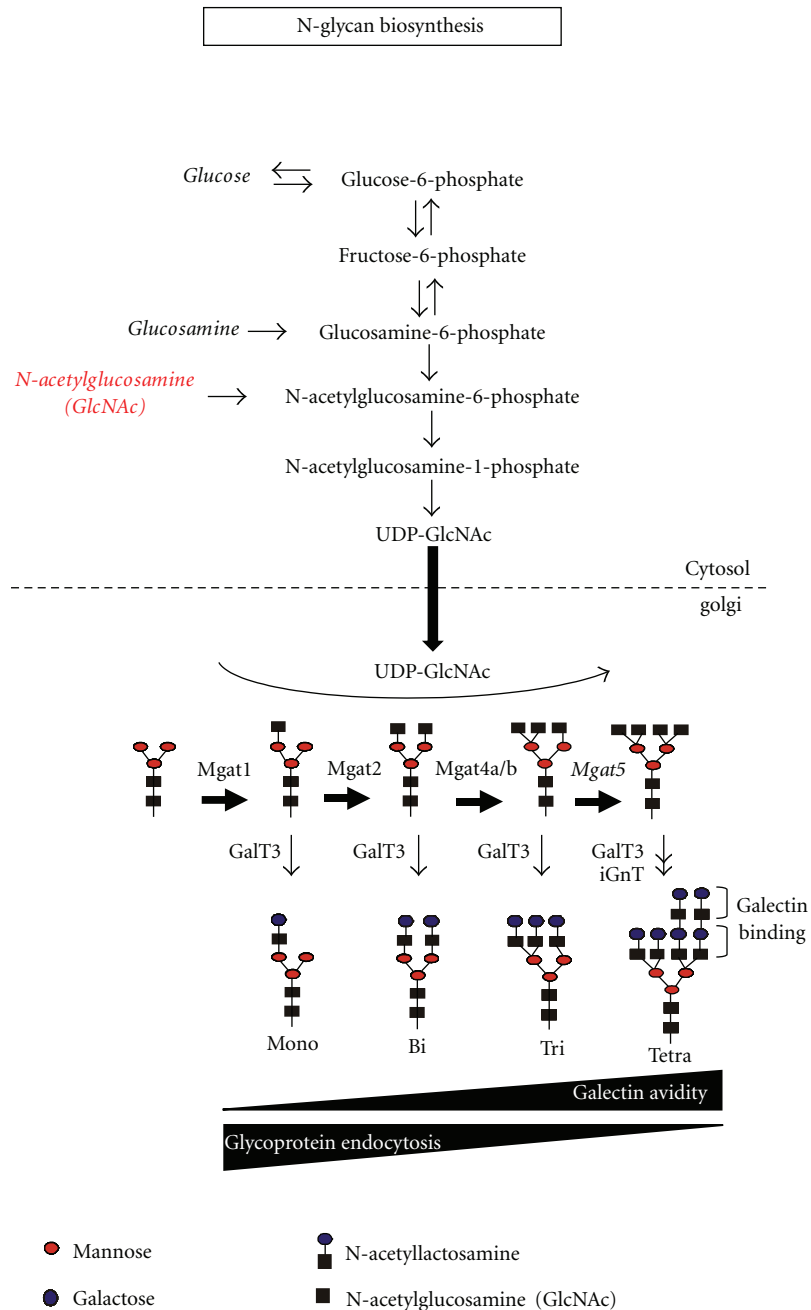 N-glycan biosynthesis
Glucose
Glucose-6-phosphate
Fructose-6-phosphate
Glucosamine
Glucosamine-6-phosphate
N-acetylglucosamine
(GlcNAc)
N-acetylglucosamine-6-phosphate
N-acetylglucosamine-1-phosphate
UDP-GlcNAc
Cytosol
golgi
UDP-GlcNAc
Mgat1
Mgat2
Mgat4a/b
Mgat5
GalT3
GalT3
GalT3
GalT3
iGnT
Galectin
binding
Mono
Bi
Tri
Tetra
Galectin avidity
Glycoprotein endocytosis
Mannose
N-acetyllactosamine
Galactose
N-acetylglucosamine (GlcNAc)